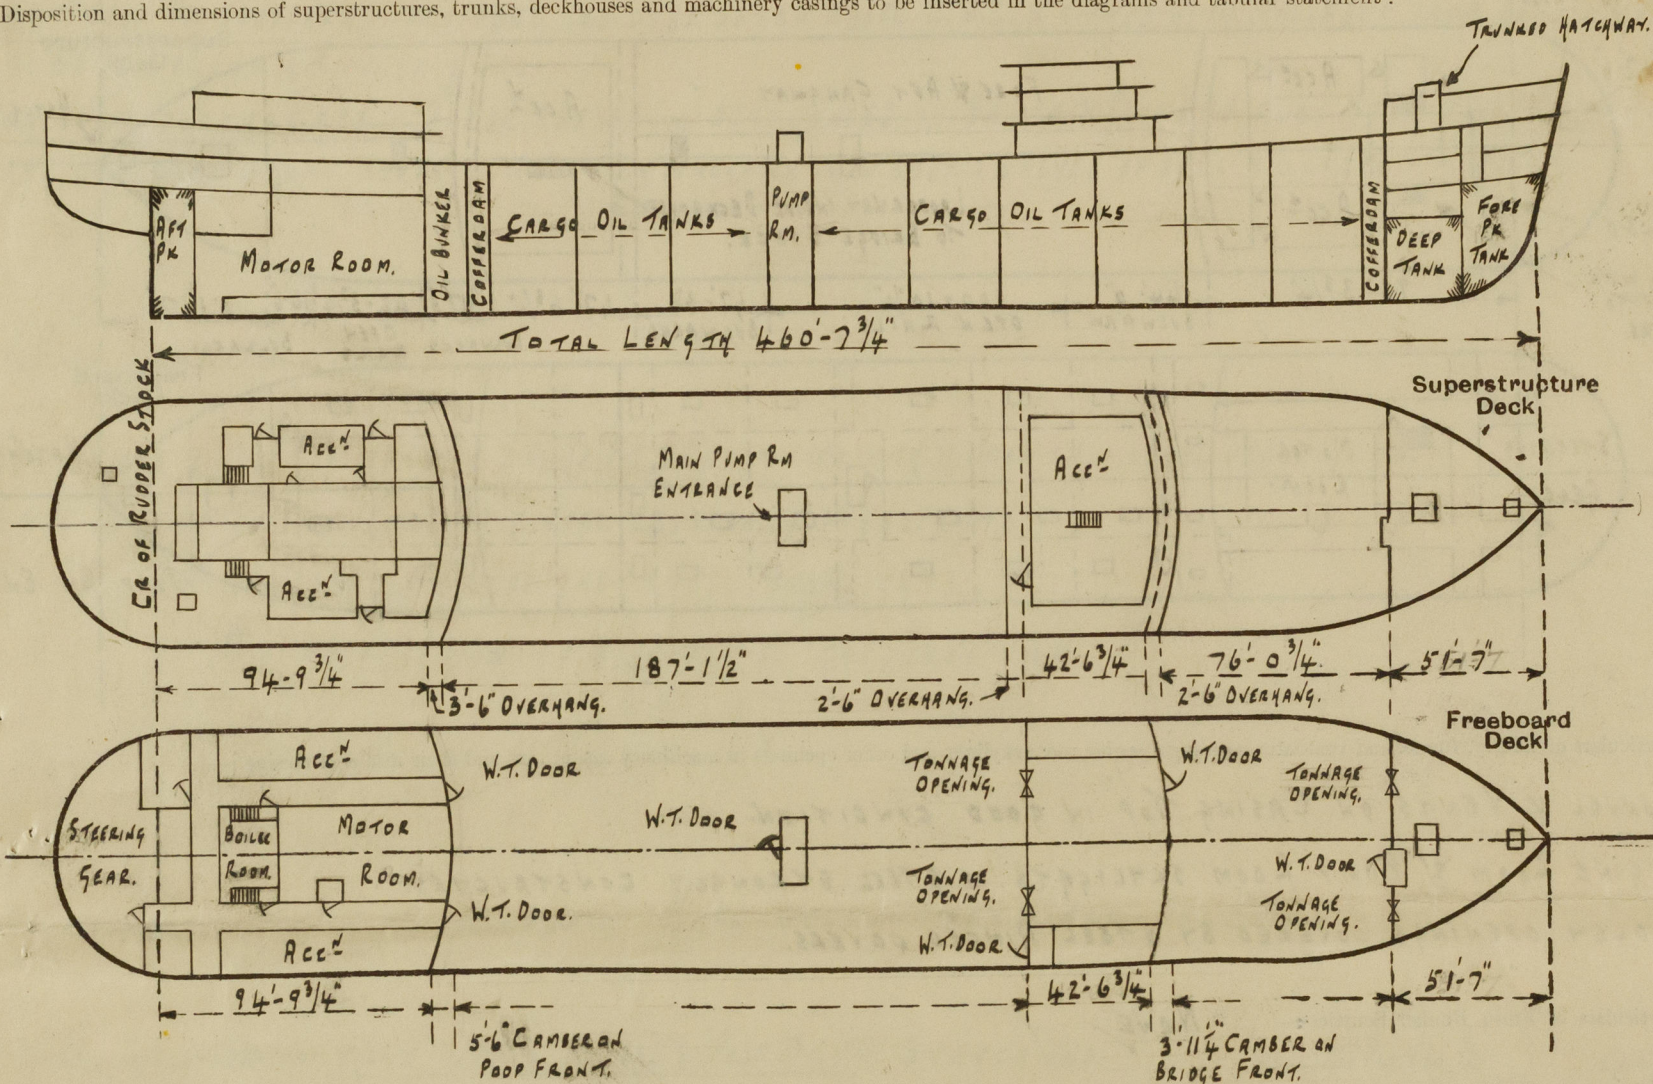 Disposition and dimensions of superstructures, trunks, deckhouses and machinery casings to be inserted in the diagrams and tabular statement:
TRUNKED HATCHWAY.
AFT
PK
MOTOR ROOM.
OIL BUNKER
COFFERDAM
CARGO OIL TANKS
PUMP
RM.
CARGO OIL TANKS
COFFERDAM
DEEP
TANK
FORE
PK
TANK
TOTAL LENGTH 460'-7 3/4"
CR OF RUDDER STOCK
Superstructure
Deck
ACCN
MAIN PUMP RM
ENTRANCE
ACCN
ACCN
94-9 3/4"
3'-6" OVERHANG.
187'-1 1/2"
2'-6" OVERHANG.
42'-6 3/4"
76'-0 3/4"
2'-6" OVERHANG.
51'-7"
Freeboard
Deck
ACCN
W.T. DOOR
TONNAGE
OPENING.
W.T. DOOR
TONNAGE
OPENING.
STEERING
GEAR.
BOILER
ROOM.
MOTOR
ROOM.
W.T. DOOR
W.T. DOOR
W.T. DOOR.
TONNAGE
OPENING.
TONNAGE
OPENING.
ACCN
W.T. DOOR
94'-9 3/4"
42'-6 3/4"
51'-7"
5'-6" CAMBER ON
POOP FRONT.
3'-11 1/4" CAMBER ON
BRIDGE FRONT.